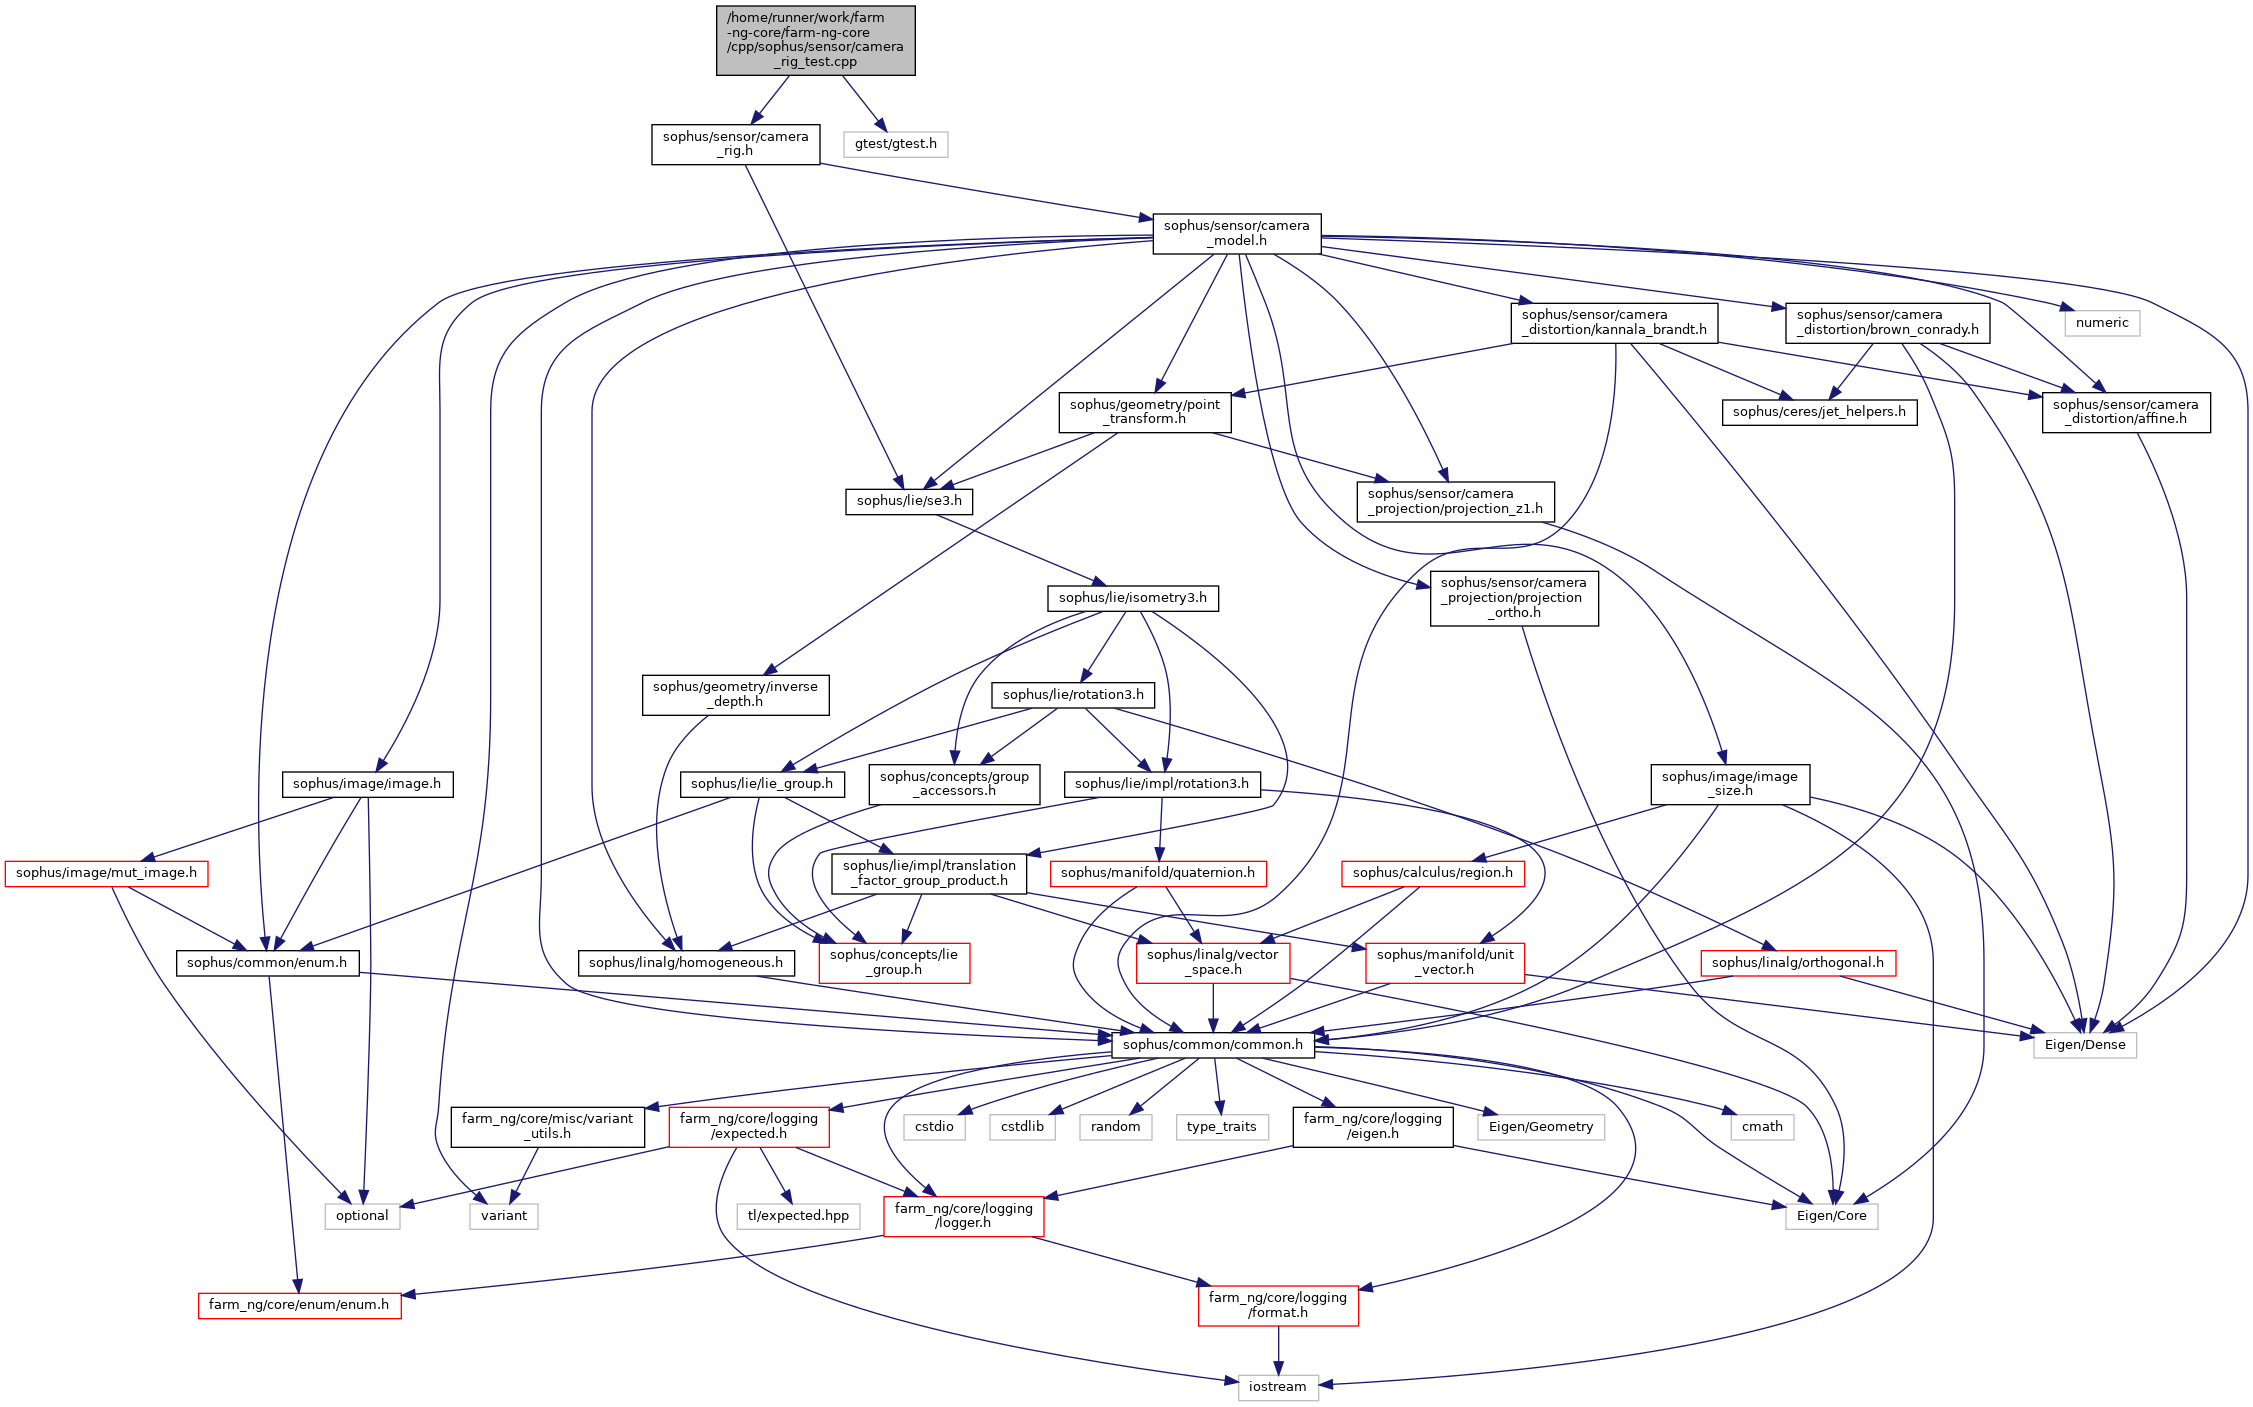 /home/runner/work/farm
-ng-core/farm-ng-core
/cpp/sophus/sensor/camera
_rig_test.cpp
sophus/sensor/camera
_rig.h
gtest/gtest.h
sophus/sensor/camera
_model.h
sophus/sensor/camera
_distortion/kannala_brandt.h
sophus/sensor/camera
_distortion/brown_conrady.h
numeric
sophus/geometry/point
_transform.h
sophus/ceres/jet_helpers.h
sophus/sensor/camera
_distortion/affine.h
sophus/lie/se3.h
sophus/sensor/camera
_projection/projection_z1.h
sophus/lie/isometry3.h
sophus/sensor/camera
_projection/projection
_ortho.h
sophus/geometry/inverse
_depth.h
sophus/lie/rotation3.h
sophus/image/image.h
sophus/lie/lie_group.h
sophus/concepts/group
_accessors.h
sophus/lie/impl/rotation3.h
sophus/image/image
_size.h
sophus/image/mut_image.h
sophus/lie/impl/translation
_factor_group_product.h
sophus/manifold/quaternion.h
sophus/calculus/region.h
sophus/common/enum.h
sophus/linalg/homogeneous.h
sophus/concepts/lie
_group.h
sophus/linalg/vector
_space.h
sophus/manifold/unit
_vector.h
sophus/linalg/orthogonal.h
sophus/common/common.h
Eigen/Dense
farm_ng/core/misc/variant
_utils.h
farm_ng/core/logging
/expected.h
cstdio
cstdlib
random
type_traits
farm_ng/core/logging
/eigen.h
Eigen/Geometry
cmath
optional
variant
tl/expected.hpp
farm_ng/core/logging
/logger.h
Eigen/Core
farm_ng/core/enum/enum.h
farm_ng/core/logging
/format.h
iostream